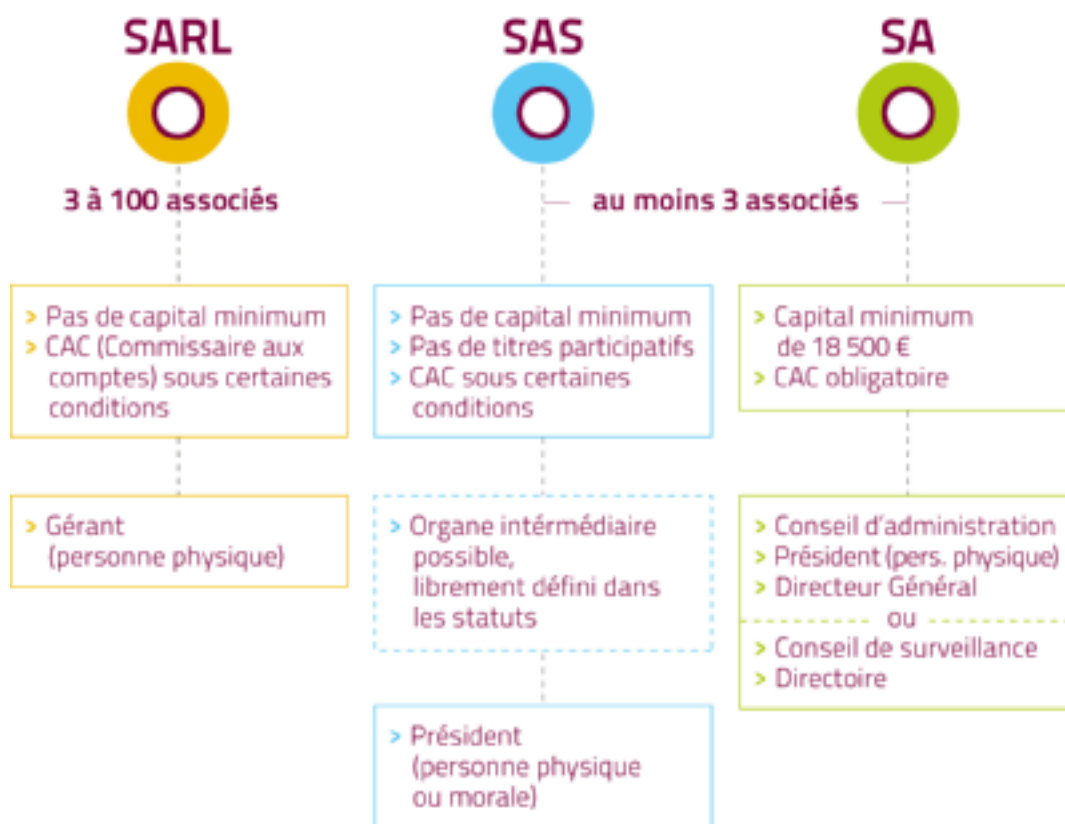 SARL
3 à 100 associés
> Pas de capital minimum
> CAC (Commissaire aux
comptes) sous certaines
conditions
> Gérant
(personne physique)
SAS
SA
au moins 3 associés
> Pas de capital minimum
> Pas de titres participatifs
> CAC sous certaines
conditions
> Organe intérmédiaire
possible,
librement défini dans
les statuts
> Président
(personne physique
ou morale)
> Capital minimum
de 18 500 €
> CAC obligatoire
> Conseil d'administration
> Président (pers. physique)
> Directeur Général
ou
> Conseil de surveillance
> Directoire